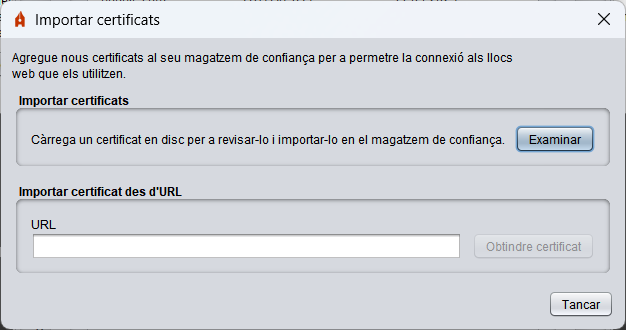 Importar certificats
Agregue nous certificats al seu magatzem de confiança per a permetre la connexió als llocs
web que els utilitzen.
Importar certificats
Càrrega un certificat en disc per a revisar-lo i importar-lo en el magatzem de confiança.
Examinar
Importar certificat des d'URL
URL
Obtindre certificat
Tancar